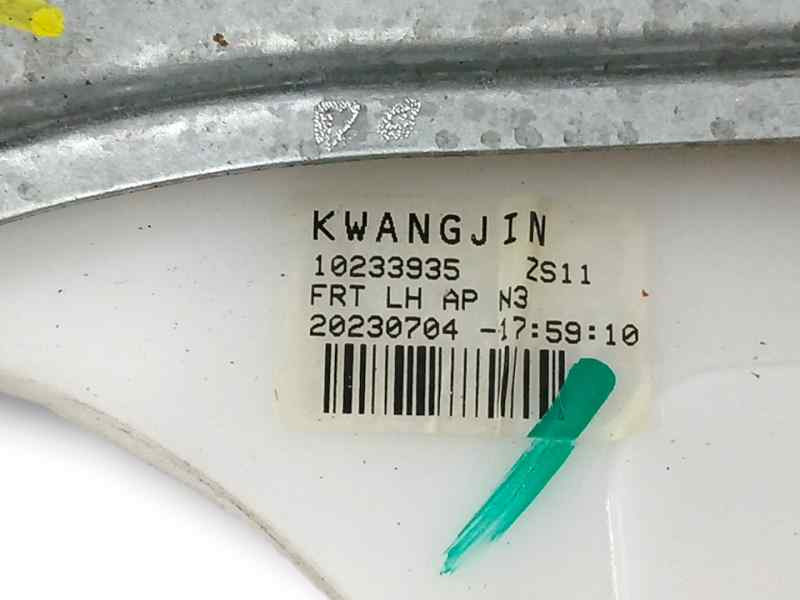 KWANGJIN
10233935 ZS11
FRT LH AP N3
20230704 -17:59:10